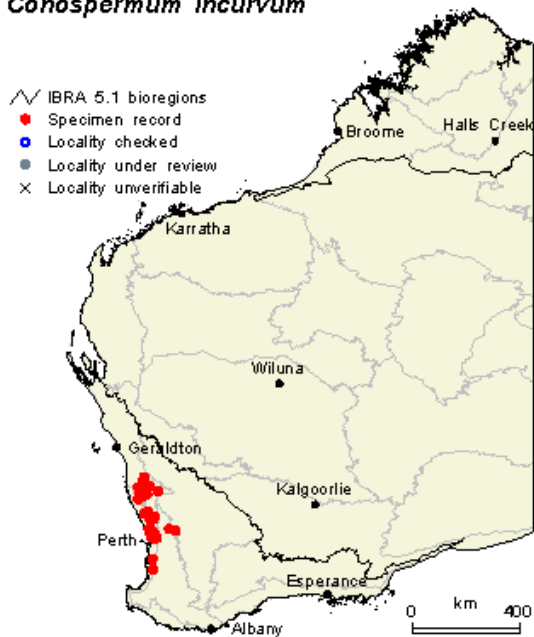 Conospermum incurvum
IBRA 5.1 bioregions
Specimen record
Locality checked
Locality under review
× Locality unverifiable
Broome
Halls Creek
Karratha
Wiluna
Geraldton
Kalgoorlie
Perth
Esperance
Albany
km
0 400